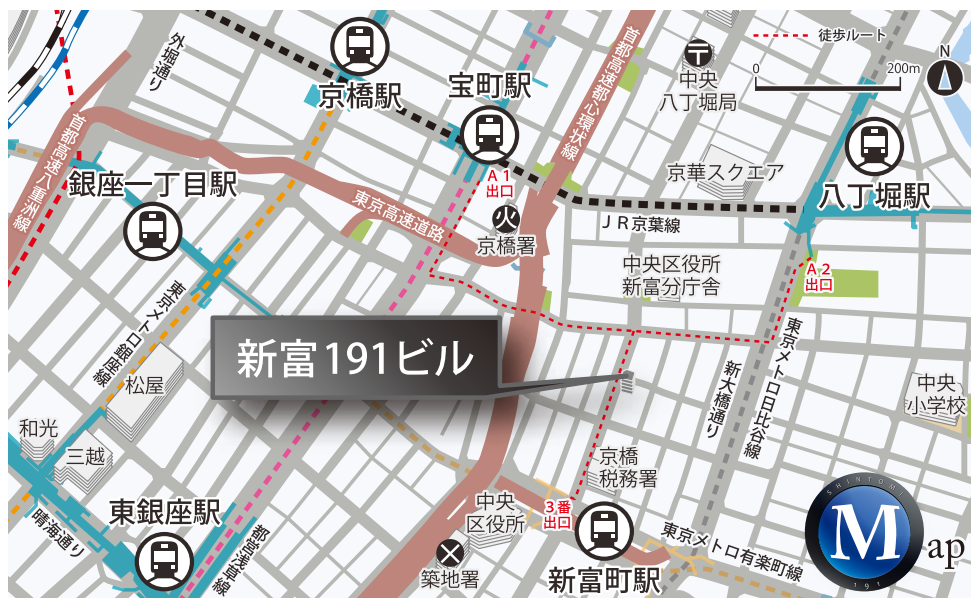 外堀通り
京橋駅
宝町駅
首都高速都心環状線
中央
八丁堀局
徒歩ルート
0
200m
N
首都高速八重洲線
銀座一丁目駅
A1
出口
火
京橋署
東京高速道路
京華スクエア
八丁堀駅
JR京葉線
中央区役所
新富分庁舎
A2
出口
東京メトロ銀座線
新富191ビル
松屋
和光
三越
新大橋通り
東京メトロ日比谷線
中央
小学校
京橋
税務署
東銀座駅
晴海通り
都営浅草線
中央
区役所
築地署
3番
出口
新富町駅
東京メトロ有楽町線
SHINTOMI
Map
191